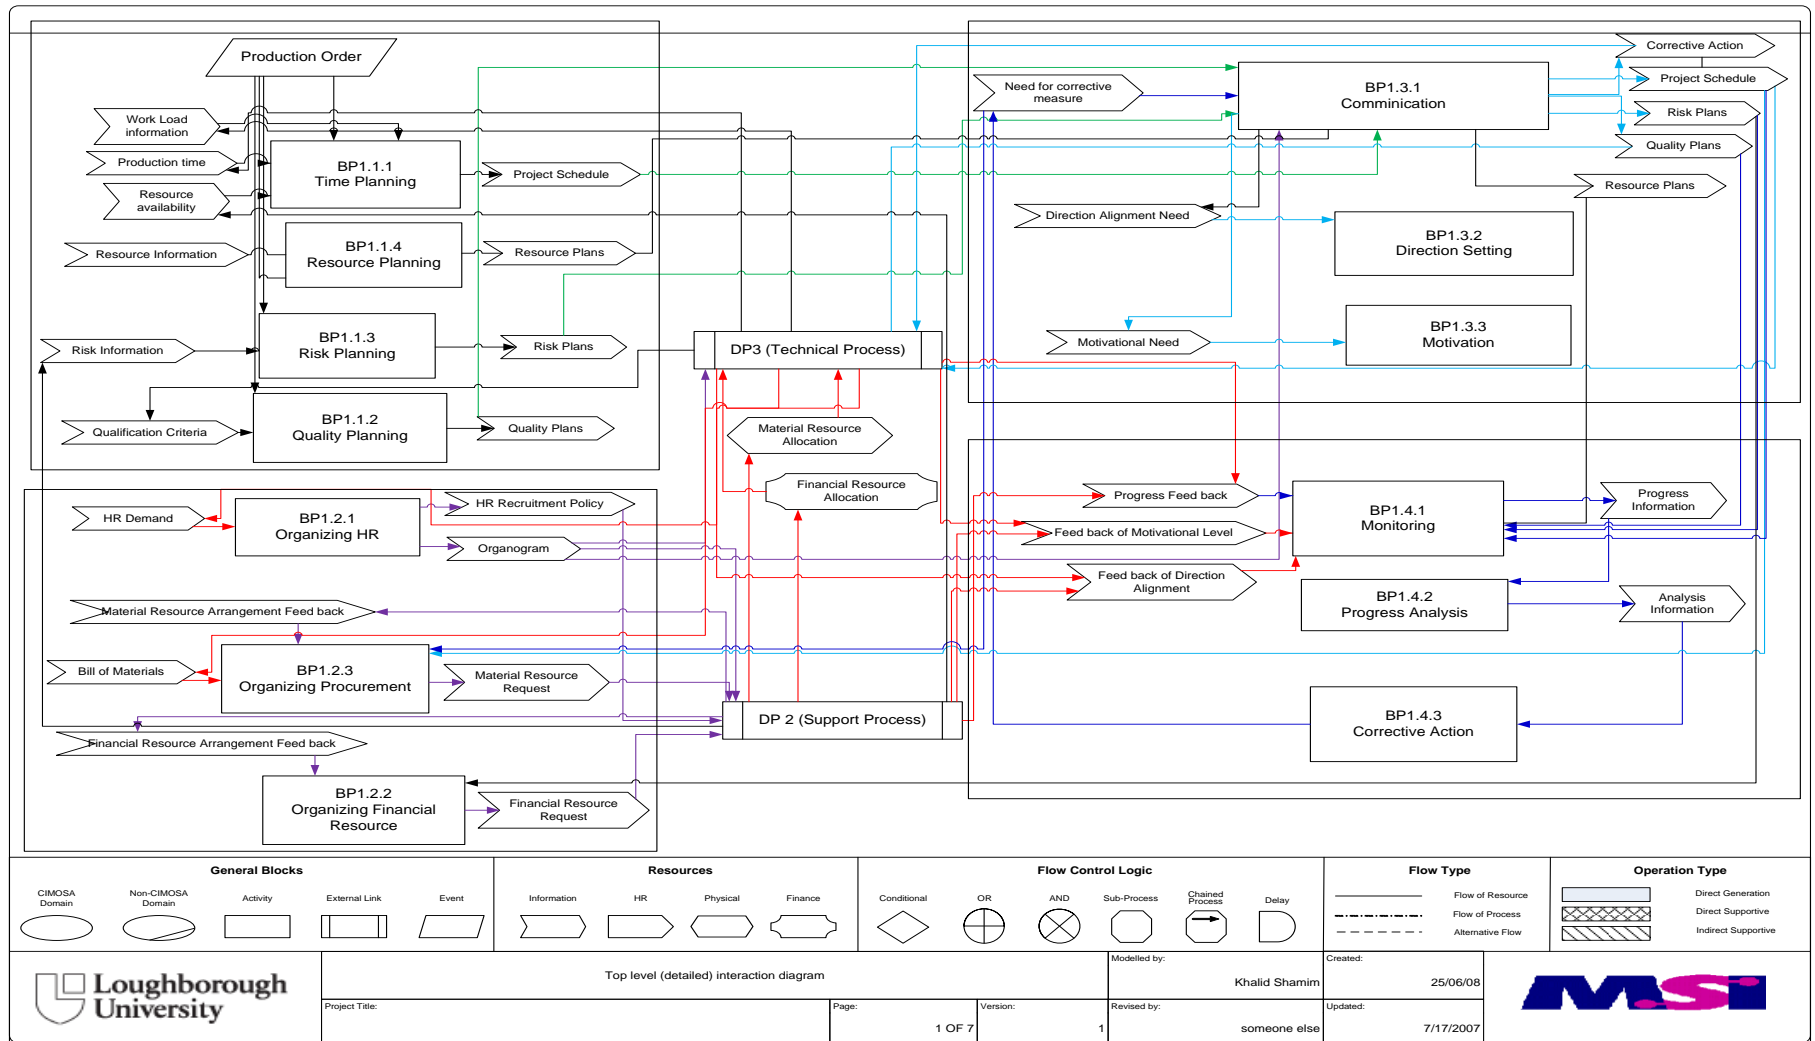 Production Order
Work Load
information
Production time
Resource
availability
BP1.1.1
Time Planning
Project Schedule
Resource Information
BP1.1.4
Resource Planning
Resource Plans
Risk Information
BP1.1.3
Risk Planning
Risk Plans
Qualification Criteria
BP1.1.2
Quality Planning
Quality Plans
HR Demand
BP1.2.1
Organizing HR
HR Recruitment Policy
Organogram
Material Resource Arrangement Feed back
Bill of Materials
BP1.2.3
Organizing Procurement
Material Resource
Request
Financial Resource Arrangement Feed back
BP1.2.2
Organizing Financial
Resource
Financial Resource
Request
DP3 (Technical Process)
Material Resource
Allocation
Financial Resource
Allocation
DP 2 (Support Process)
Need for corrective
measure
BP1.3.1
Comminication
Corrective Action
Project Schedule
Risk Plans
Quality Plans
Resource Plans
Direction Alignment Need
BP1.3.2
Direction Setting
Motivational Need
BP1.3.3
Motivation
Progress Feed back
Feed back of Motivational Level
Feed back of Direction
Alignment
BP1.4.1
Monitoring
Progress
Information
BP1.4.2
Progress Analysis
Analysis
Information
BP1.4.3
Corrective Action
General Blocks
CIMOSA
Domain
Non-CIMOSA
Domain
Activity
External Link
Event
Resources
Information
HR
Physical
Finance
Flow Control Logic
Conditional
OR
AND
Sub-Process
Chained
Process
Delay
Flow Type
Flow of Resource
Flow of Process
Alternative Flow
Operation Type
Direct Generation
Direct Supportive
Indirect Supportive
Loughborough
University
Top level (detailed) interaction diagram
Modelled by:
Khalid Shamim
Created:
25/06/08
Project Title:
Page:
1 OF 7
Version:
1
Revised by:
someone else
Updated:
7/17/2007
MSI